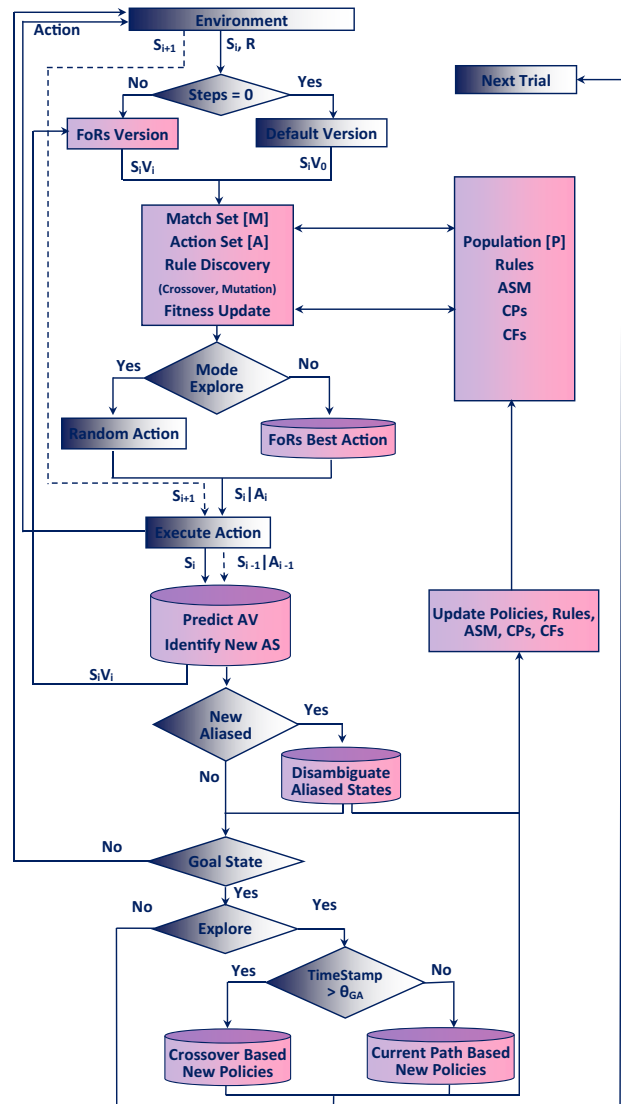 Environment
Action
Si+1
Si, R
Next Trial
No
Steps = 0
Yes
FoRs Version
Default Version
SiVi
SiV0
Match Set [M]
Action Set [A]
Rule Discovery
(Crossover, Mutation)
Fitness Update
Population [P]
Rules
ASM
CPs
CFs
Yes
Mode
Explore
No
Random Action
FoRs Best Action
Si+1
Si|Ai
Execute Action
Si
Si -1|Ai -1
Predict AV
Identify New AS
Update Policies, Rules,
ASM, CPs, CFs
SiVi
New
Aliased
Yes
No
Disambiguate
Aliased States
No
Goal State
Yes
No
Explore
Yes
Yes
TimeStamp
> θGA
No
Crossover Based
New Policies
Current Path Based
New Policies